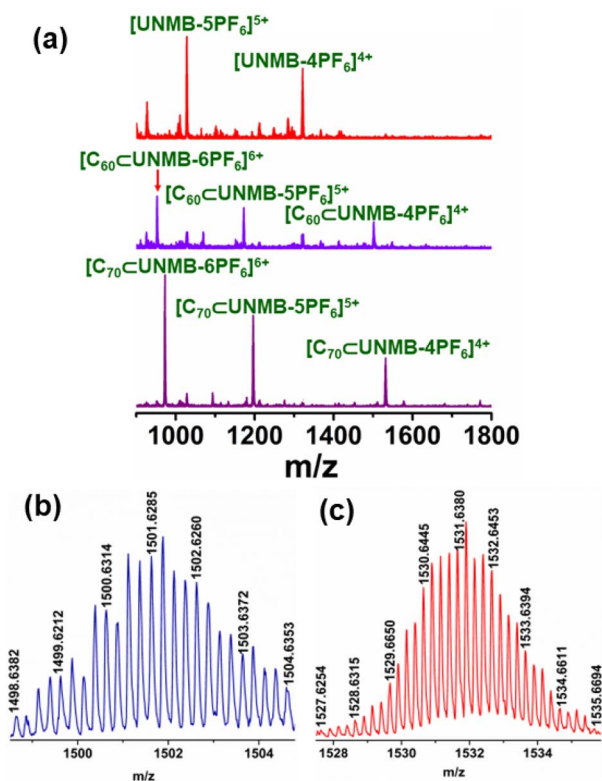 (a)
[UNMB-5PF₆]⁵⁺
[UNMB-4PF₆]⁴⁺
[C₆₀⊂UNMB-6PF₆]⁶⁺
[C₆₀⊂UNMB-5PF₆]⁵⁺
[C₆₀⊂UNMB-4PF₆]⁴⁺
[C₇₀⊂UNMB-6PF₆]⁶⁺
[C₇₀⊂UNMB-5PF₆]⁵⁺
[C₇₀⊂UNMB-4PF₆]⁴⁺
1000 1200 1400 1600 1800
m/z
(b)
1498.6382
1499.6212
1500.6314
1501.6285
1502.6260
1503.6372
1504.6353
1500 1502 1504
m/z
(c)
1527.6254
1528.6315
1529.6650
1530.6445
1531.6380
1532.6453
1533.6394
1534.6611
1535.6694
1528 1530 1532 1534
m/z